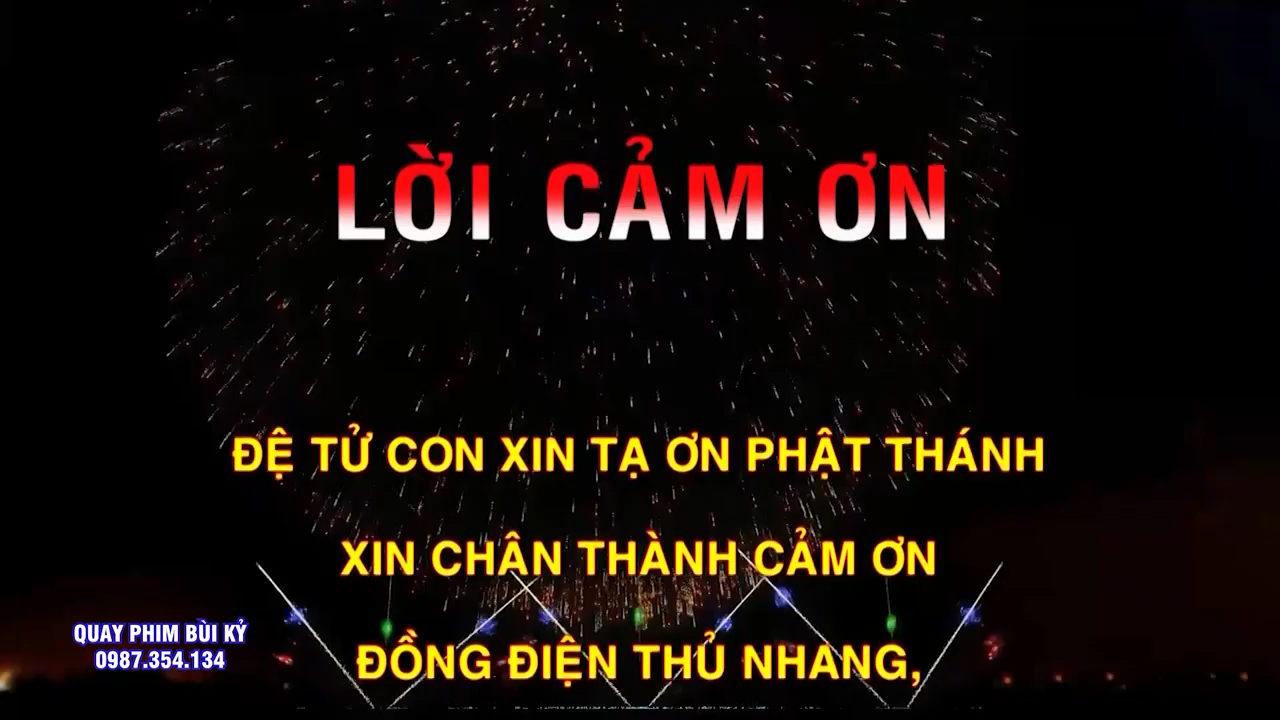 LỜI CẢM ƠN
ĐỆ TỬ CON XIN TẠ ƠN PHẬT THÁNH
XIN CHÂN THÀNH CẢM ƠN
ĐỒNG ĐIỆN THỦ NHANG,
QUAY PHIM BÙI KỶ
0987.354.134